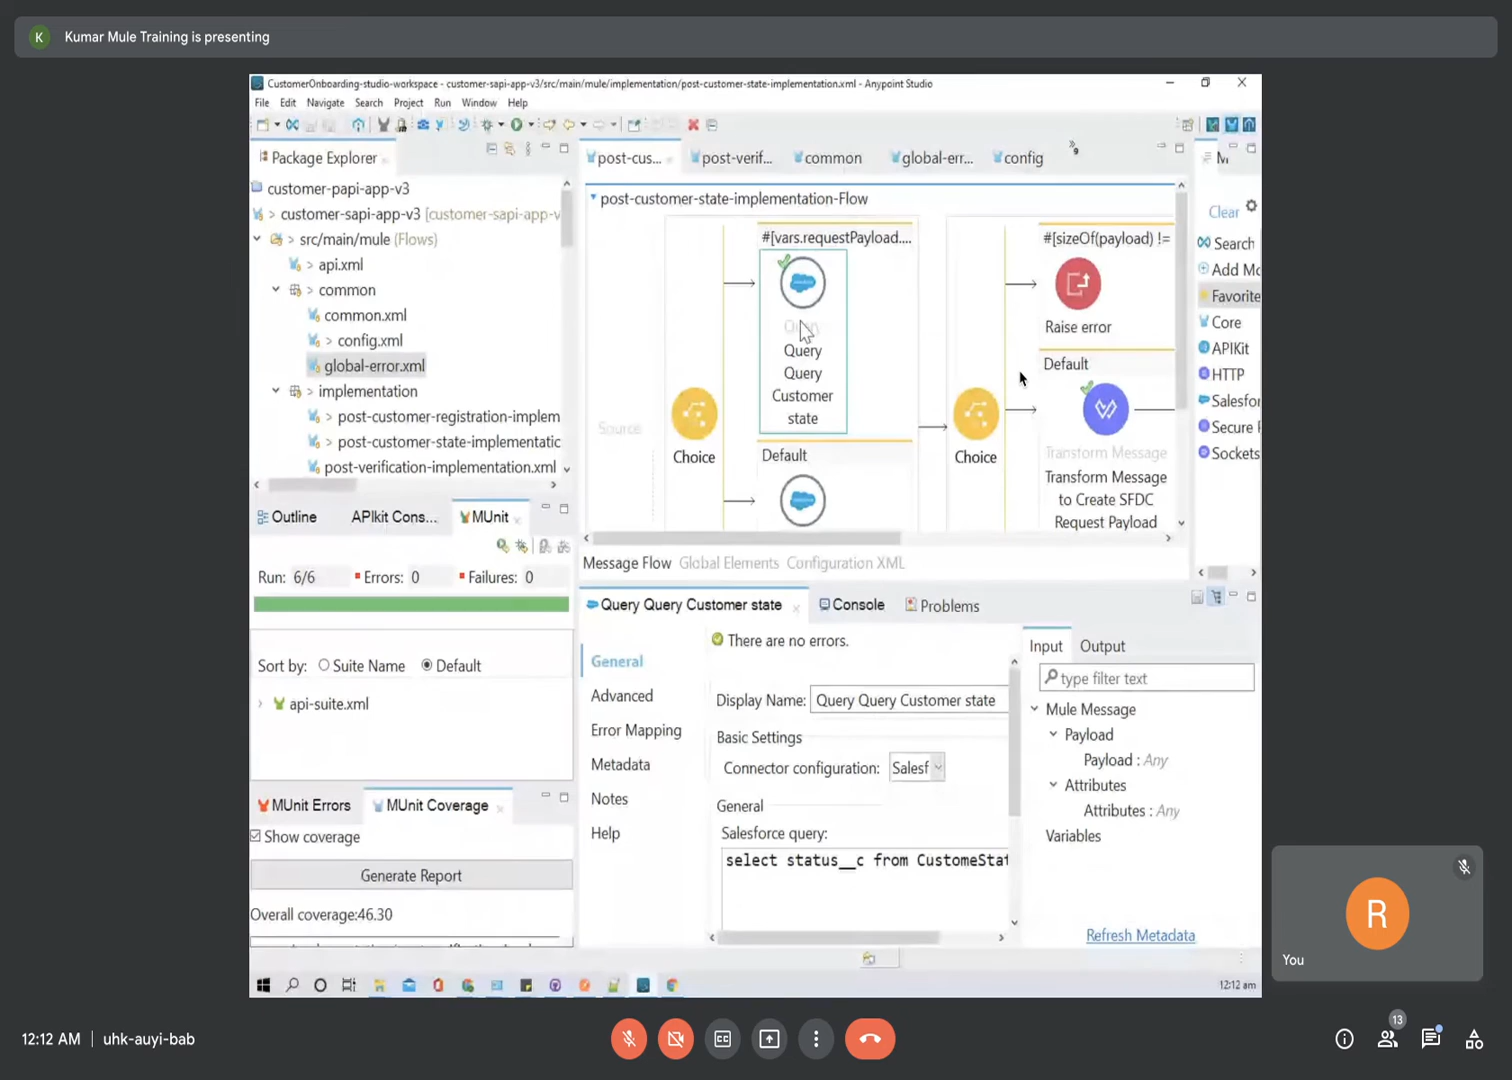 K Kumar Mule Training is presenting
CustomerOnboarding-studio-workspace - customer-sapi-app-v3/src/main/mule/implementation/post-customer-state-implementation.xml - Anypoint Studio
File Edit Navigate Search Project Run Window Help
Package Explorer
customer-papi-app-v3
customer-sapi-app-v3 [customer-sapi-app-v
src/main/mule (Flows)
api.xml
common
common.xml
config.xml
global-error.xml
implementation
post-customer-registration-implem
post-customer-state-implementatic
post-verification-implementation.xml
post-cus... post-verif... common global-err... config
post-customer-state-implementation-Flow
#[vars.requestPayload....
Query
Query
Customer
state
Source
Choice
Default
Choice
#[sizeOf(payload) !=
Raise error
Default
Transform Message
Transform Message
to Create SFDC
Request Payload
M
Clear
Search
Add Mo
Favorite
Core
APIKit
HTTP
Salesfor
Secure
Sockets
Message Flow Global Elements Configuration XML
Outline APIkit Cons... MUnit
Run: 6/6 Errors: 0 Failures: 0
Sort by: Suite Name Default
api-suite.xml
MUnit Errors MUnit Coverage
Show coverage
Generate Report
Overall coverage:46.30
Query Query Customer state Console Problems
There are no errors.
General
Advanced
Error Mapping
Metadata
Notes
Help
Display Name: Query Query Customer state
Basic Settings
Connector configuration: Salesf
General
Salesforce query:
select status__c from CustomeStat
Input Output
type filter text
Mule Message
Payload
Payload : Any
Attributes
Attributes : Any
Variables
Refresh Metadata
12:12 am
R
You
12:12 AM | uhk-auyi-bab
13